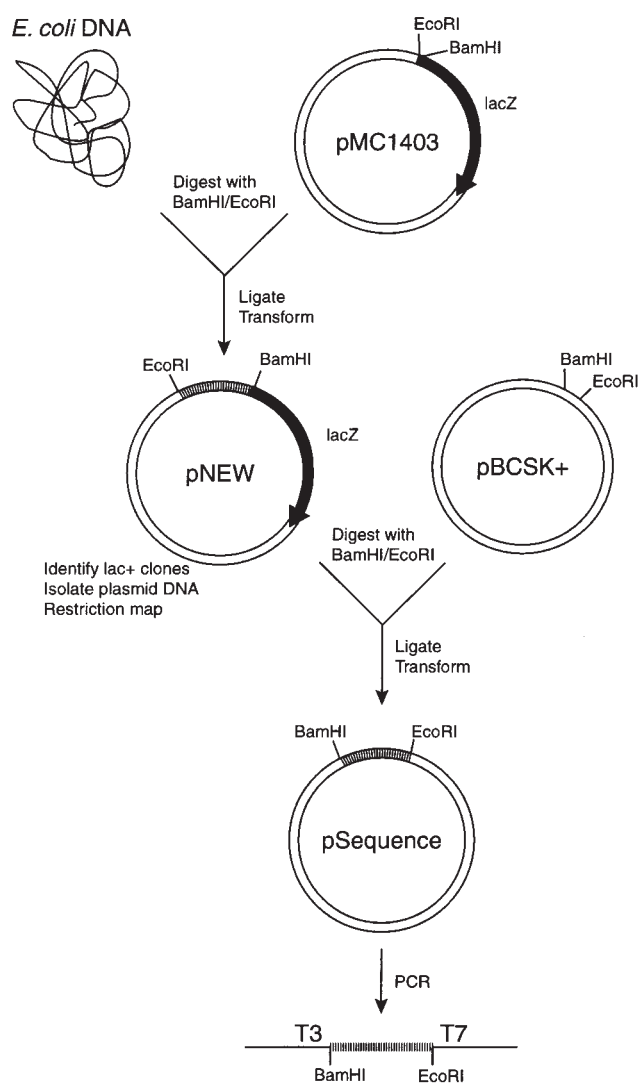 E. coli DNA
EcoRI
BamHI
lacZ
pMC1403
Digest with
BamHI/EcoRI
Ligate
Transform
EcoRI
BamHI
lacZ
pNEW
BamHI
EcoRI
pBCSK+
Identify lac+ clones
Isolate plasmid DNA
Restriction map
Digest with
BamHI/EcoRI
Ligate
Transform
BamHI
EcoRI
pSequence
PCR
T3
T7
BamHI
EcoRI